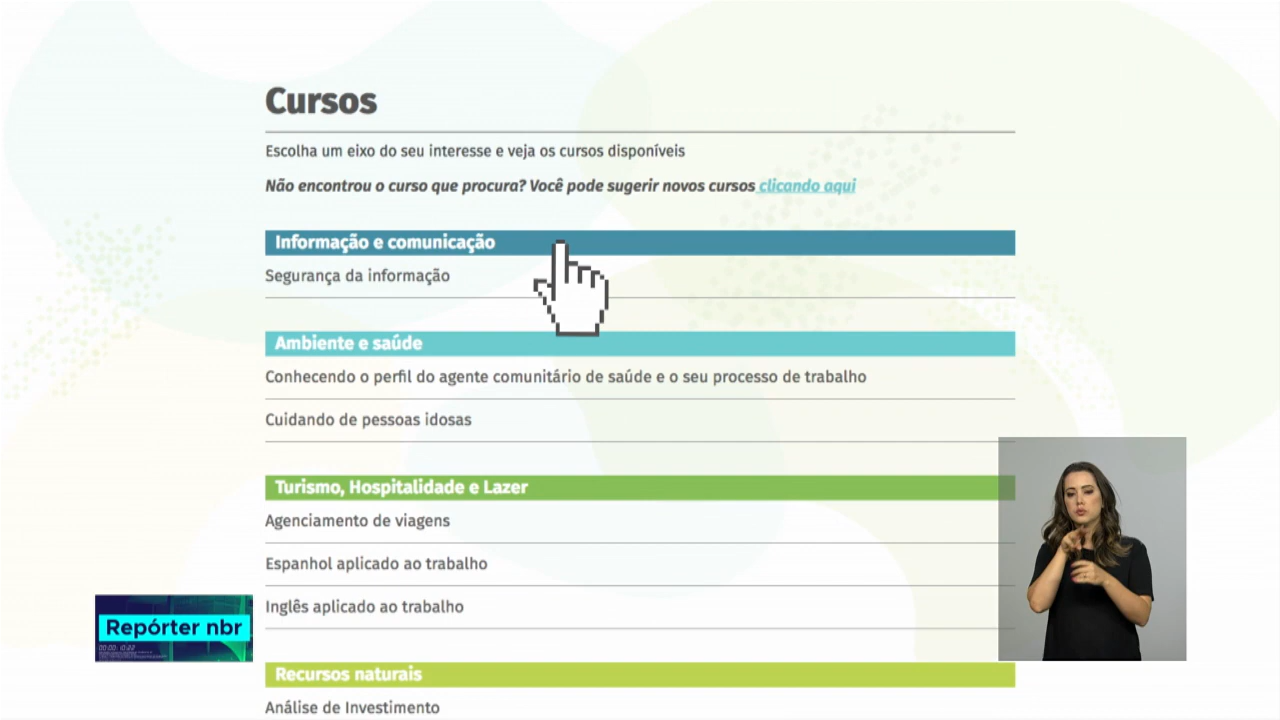 Cursos
Escolha um eixo do seu interesse e veja os cursos disponíveis
Não encontrou o curso que procura? Você pode sugerir novos cursos clicando aqui
Informação e comunicação
Segurança da informação
Ambiente e saúde
Conhecendo o perfil do agente comunitário de saúde e o seu processo de trabalho
Cuidando de pessoas idosas
Turismo, Hospitalidade e Lazer
Agenciamento de viagens
Espanhol aplicado ao trabalho
Inglês aplicado ao trabalho
Repórter nbr
Recursos naturais
Análise de Investimento